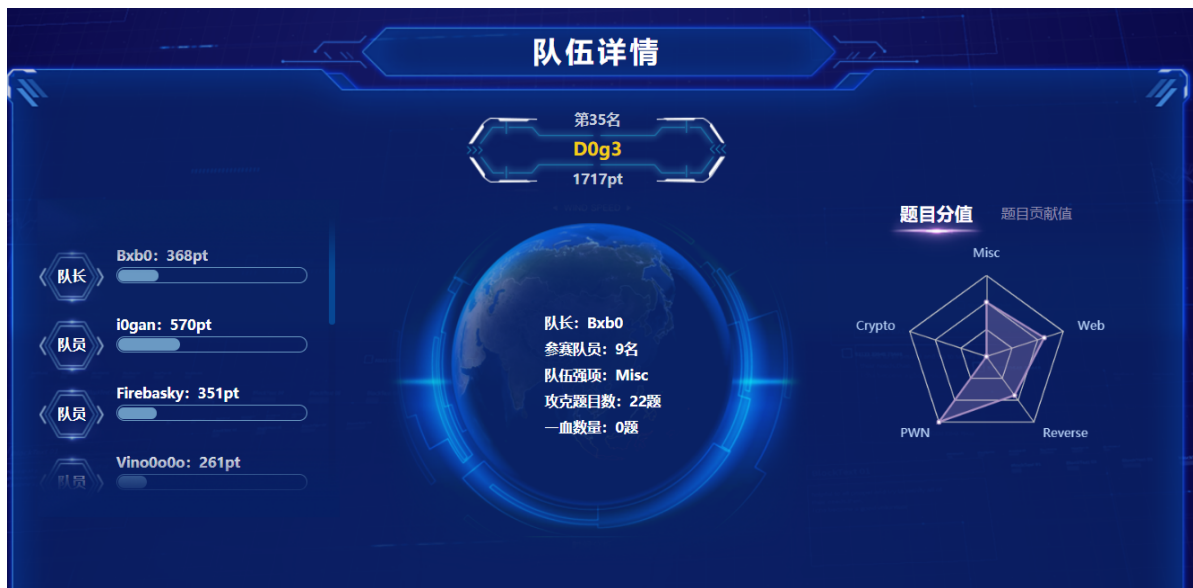 队伍详情
第35名
D0g3
1717pt
队长
Bxb0：368pt
队员
i0gan：570pt
队员
Firebasky：351pt
队员
Vino0o0o：261pt
队长：Bxb0
参赛队员：9名
队伍强项：Misc
攻克题目数：22题
一血数量：0题
题目分值 题目贡献值
Misc
Crypto Web
PWN Reverse